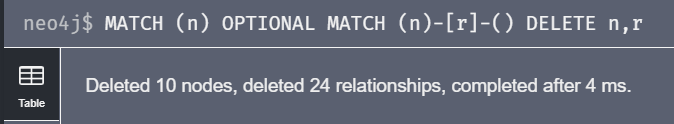 neo4j$ MATCH (n) OPTIONAL MATCH (n)-[r]-() DELETE n,r
Deleted 10 nodes, deleted 24 relationships, completed after 4 ms.
Table